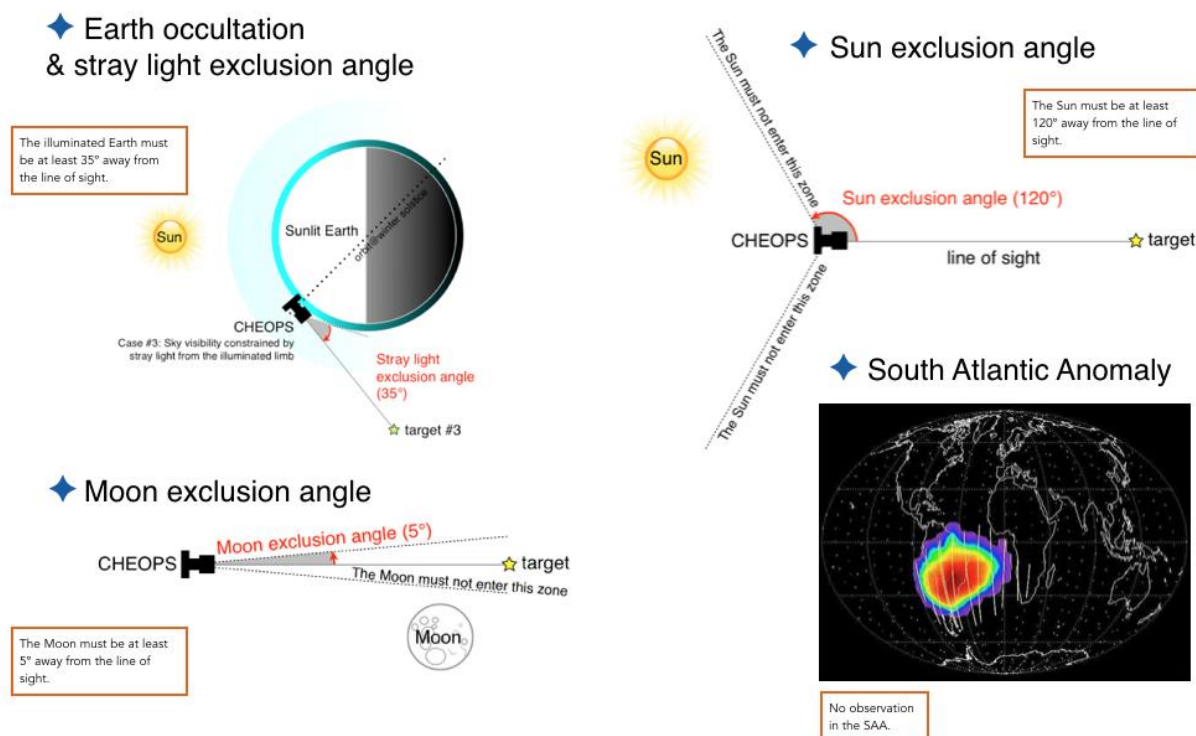 Earth occultation
& stray light exclusion angle
The illuminated Earth must
be at least 35° away from
the line of sight.
Sun
Sunlit Earth
orbit@winter solstice
CHEOPS
Case #3: Sky visibility constrained by
stray light from the illuminated limb
Stray light
exclusion angle
(35°)
target #3
Sun exclusion angle
The Sun must be at least
120° away from the line of
sight.
The Sun must not enter this zone
Sun
Sun exclusion angle (120°)
CHEOPS
target
line of sight
The Sun must not enter this zone
Moon exclusion angle
Moon exclusion angle (5°)
CHEOPS
target
The Moon must not enter this zone
Moon
The Moon must be at least
5° away from the line of
sight.
South Atlantic Anomaly
No observation
in the SAA.